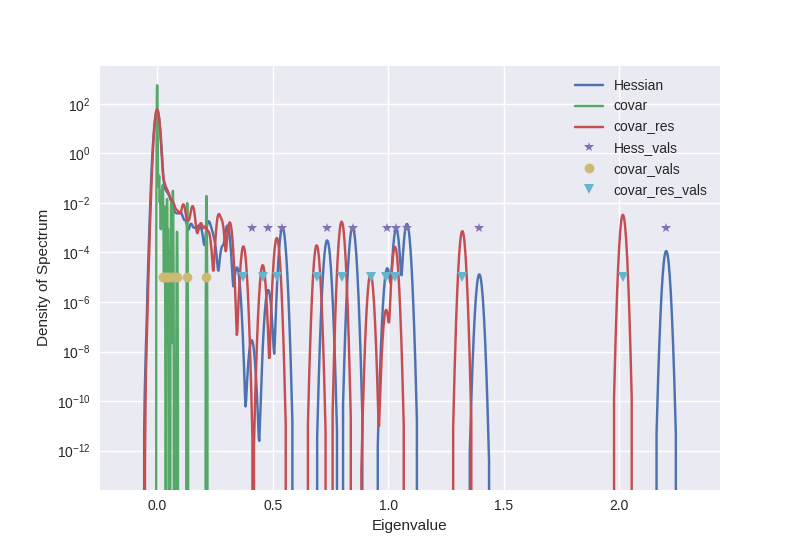 Hessian
covar
covar_res
Hess_vals
covar_vals
covar_res_vals
Density of Spectrum
10^2
10^0
10^−2
10^−4
10^−6
10^−8
10^−10
10^−12
0.0 0.5 1.0 1.5 2.0
Eigenvalue